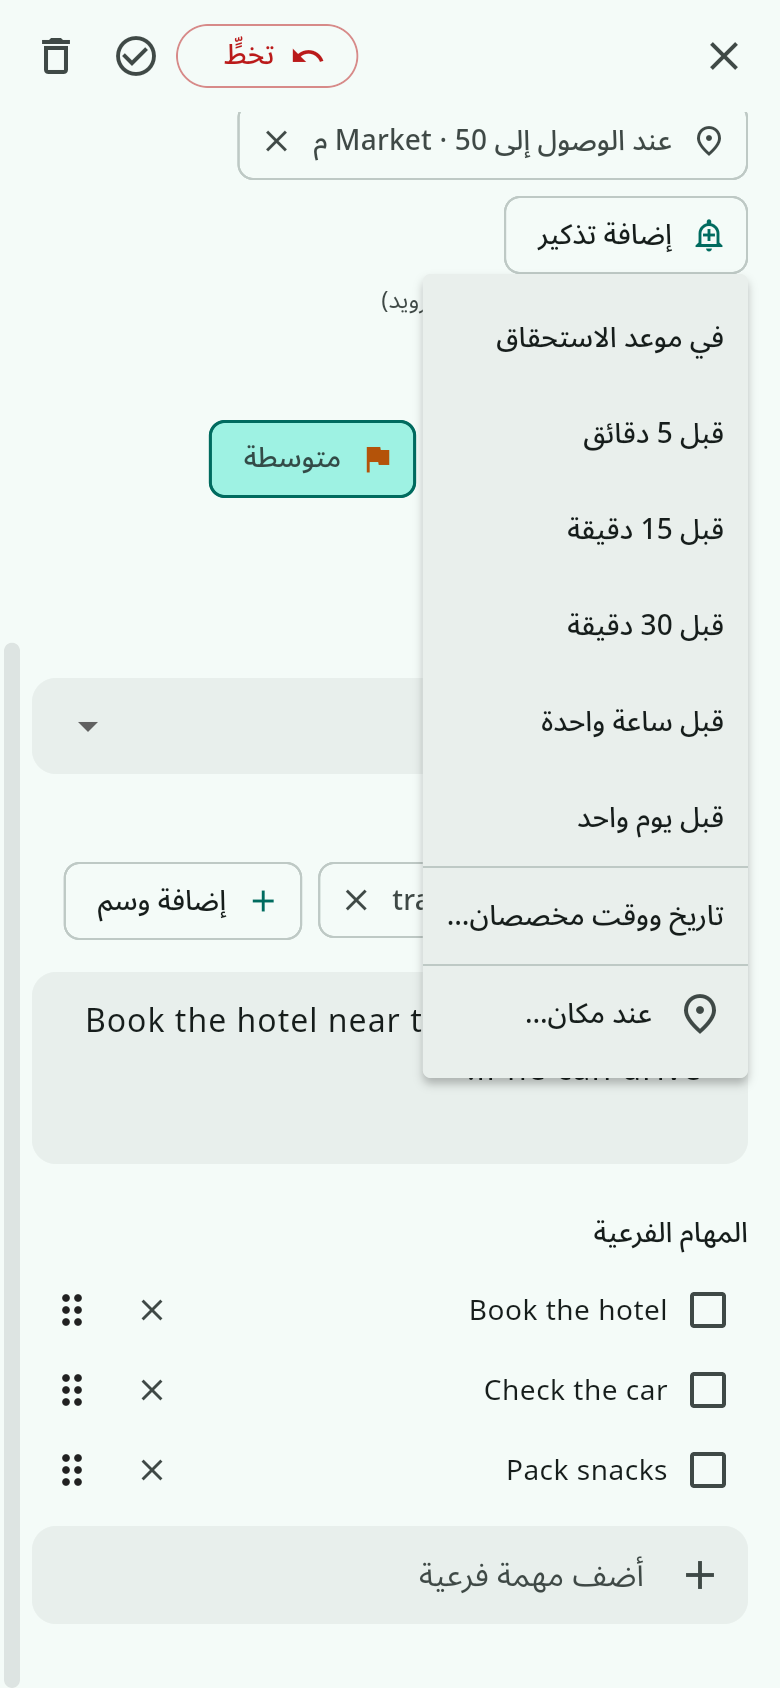 تخطٍّ
عند الوصول إلى Market · 50 م
إضافة تذكير
في موعد الاستحقاق
قبل 5 دقائق
متوسطة
قبل 15 دقيقة
قبل 30 دقيقة
قبل ساعة واحدة
قبل يوم واحد
تاريخ ووقت مخصصان...
إضافة وسم
عند مكان...
Book the hotel near
المهام الفرعية
Book the hotel
Check the car
Pack snacks
أضف مهمة فرعية